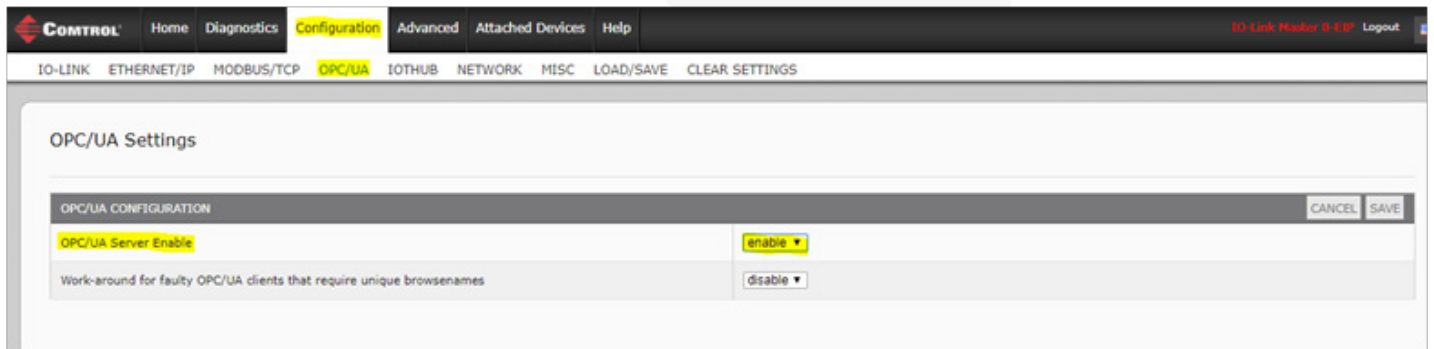 COMTROL Home Diagnostics Configuration Advanced Attached Devices Help IO-Link Master 8-EIP Logout
IO-LINK ETHERNET/IP MODBUS/TCP OPC/UA IOTHUB NETWORK MISC LOAD/SAVE CLEAR SETTINGS
OPC/UA Settings
OPC/UA CONFIGURATION CANCEL SAVE
OPC/UA Server Enable enable
Work-around for faulty OPC/UA clients that require unique browsenames disable